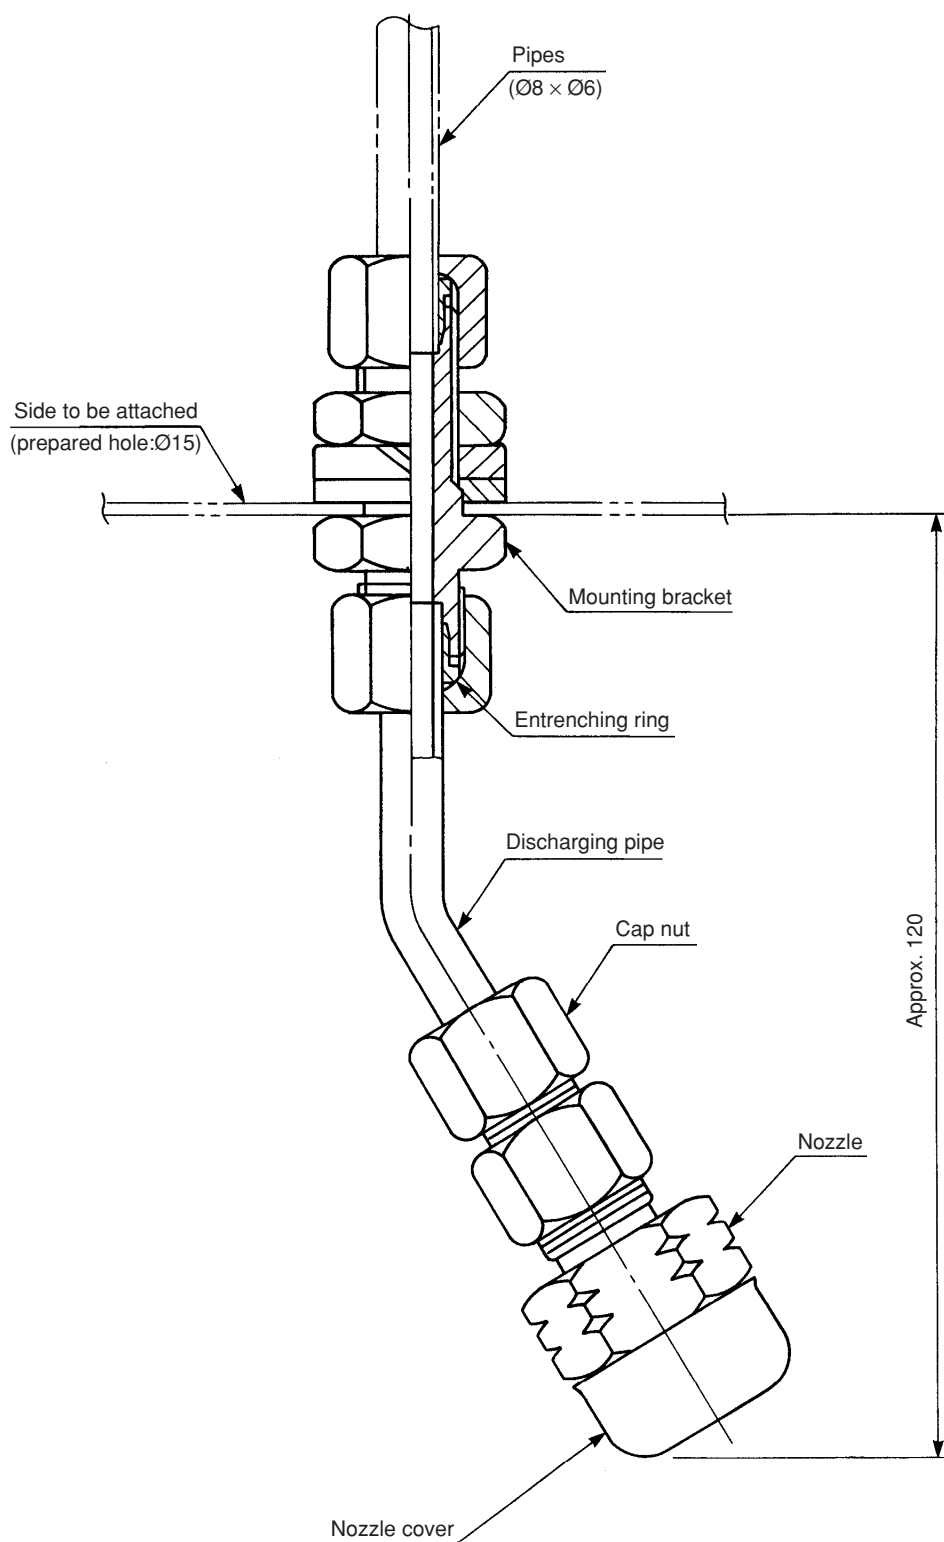 Pipes
(Ø8 × Ø6)
Side to be attached
(prepared hole:Ø15)
Mounting bracket
Entrenching ring
Discharging pipe
Cap nut
Approx. 120
Nozzle
Nozzle cover